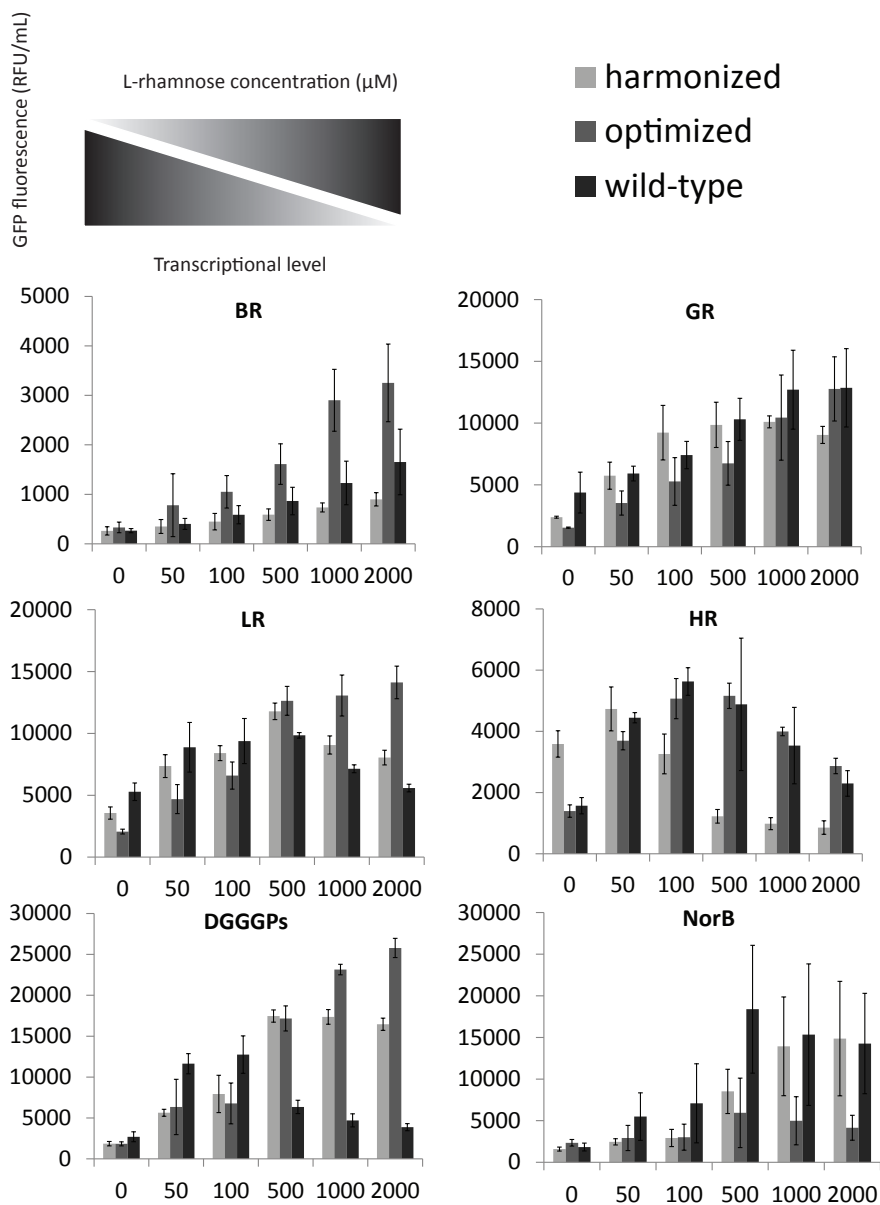 GFP fluorescence (RFU/mL)
L-rhamnose concentration (μM)
Transcriptional level
harmonized
optimized
wild-type
BR
5000
4000
3000
2000
1000
0
0 50 100 500 1000 2000
GR
20000
15000
10000
5000
0
0 50 100 500 1000 2000
LR
20000
15000
10000
5000
0
0 50 100 500 1000 2000
HR
8000
6000
4000
2000
0
0 50 100 500 1000 2000
DGGGPs
30000
25000
20000
15000
10000
5000
0
0 50 100 500 1000 2000
NorB
30000
25000
20000
15000
10000
5000
0
0 50 100 500 1000 2000